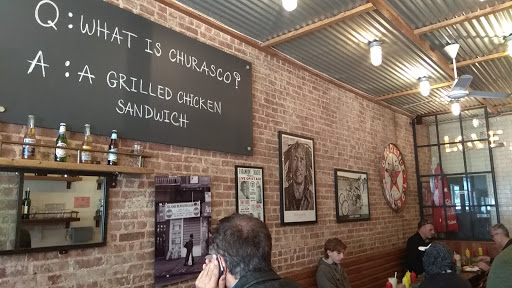 Q:WHAT IS CHURASCO?
A:A GRILLED CHICKEN
SANDWICH